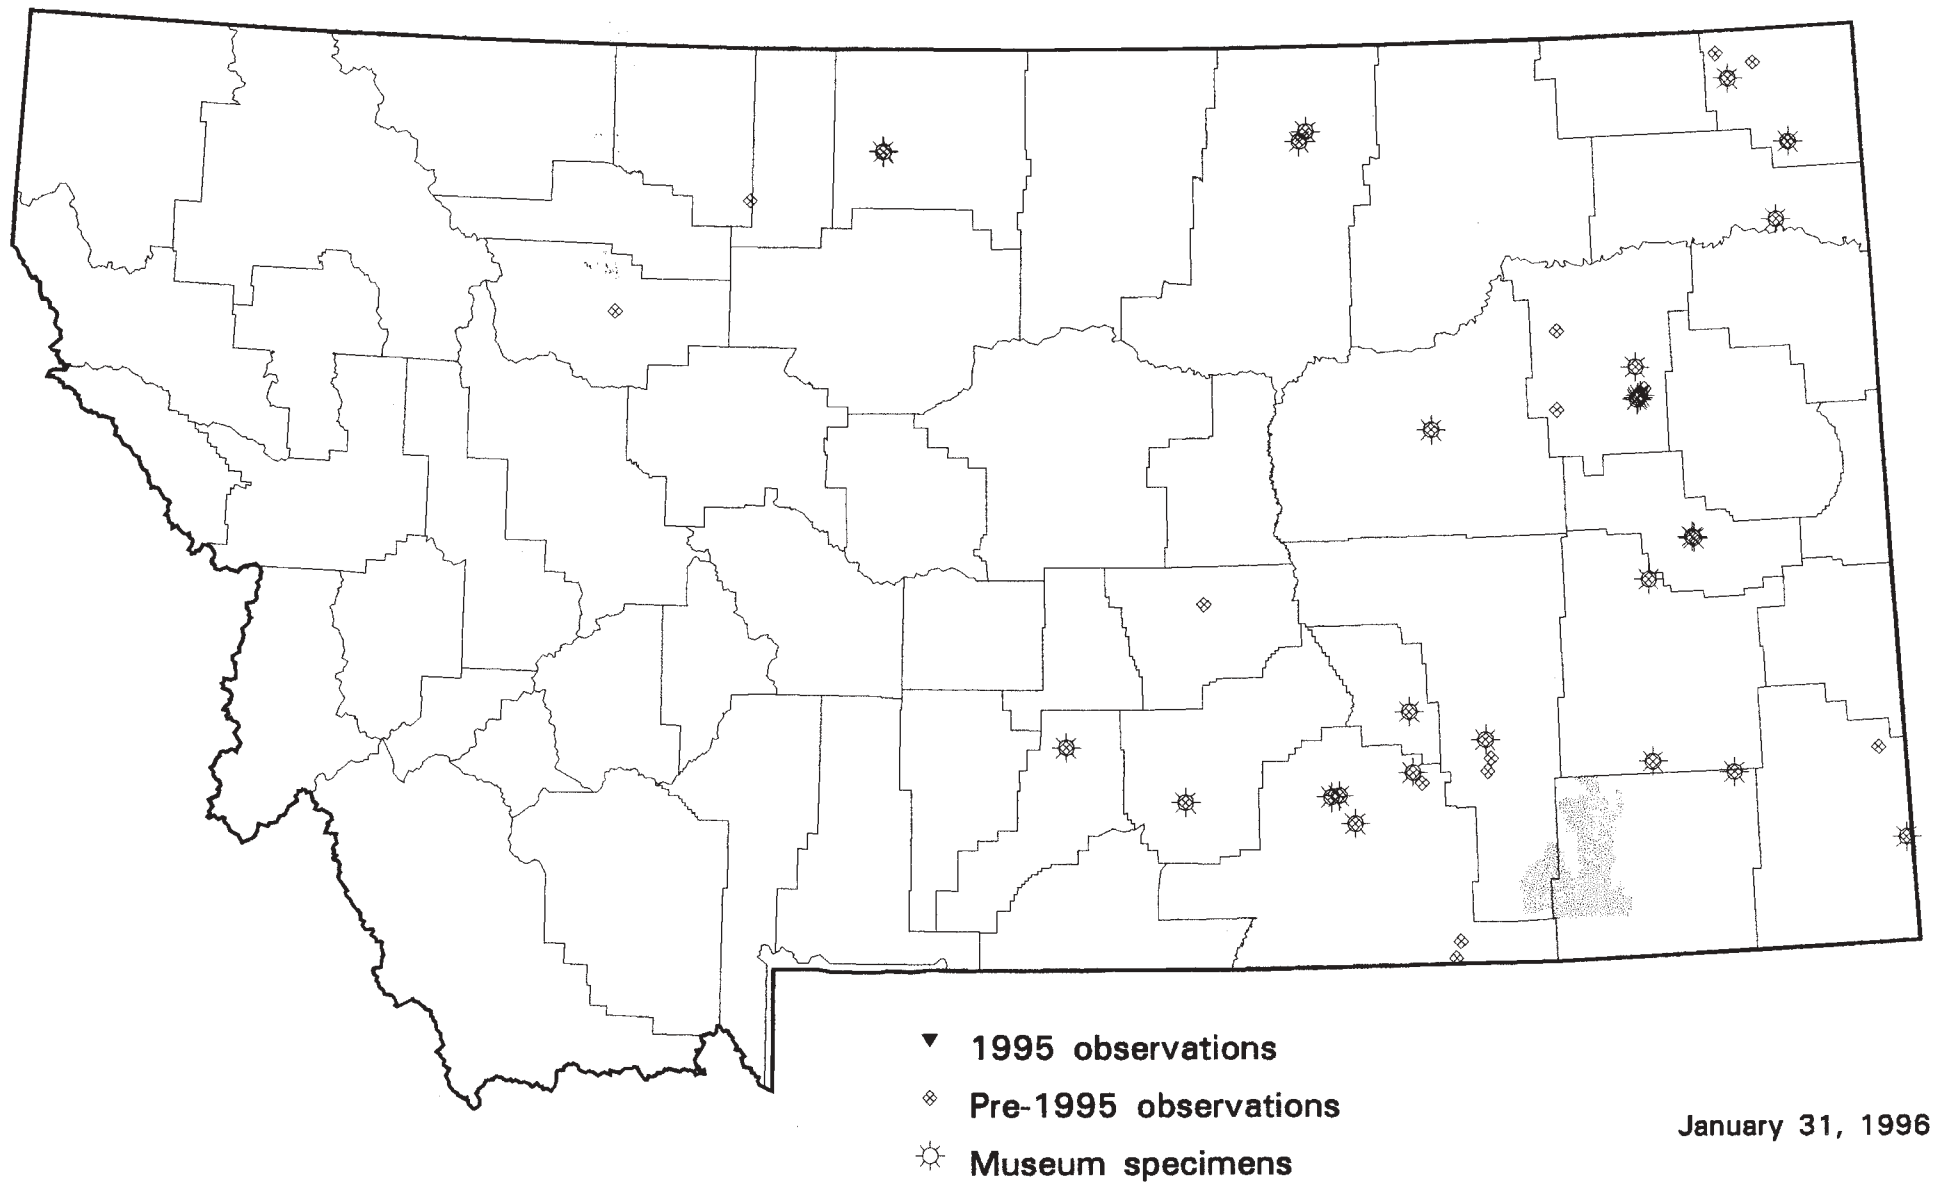 1995 observations
Pre-1995 observations
Museum specimens
January 31, 1996